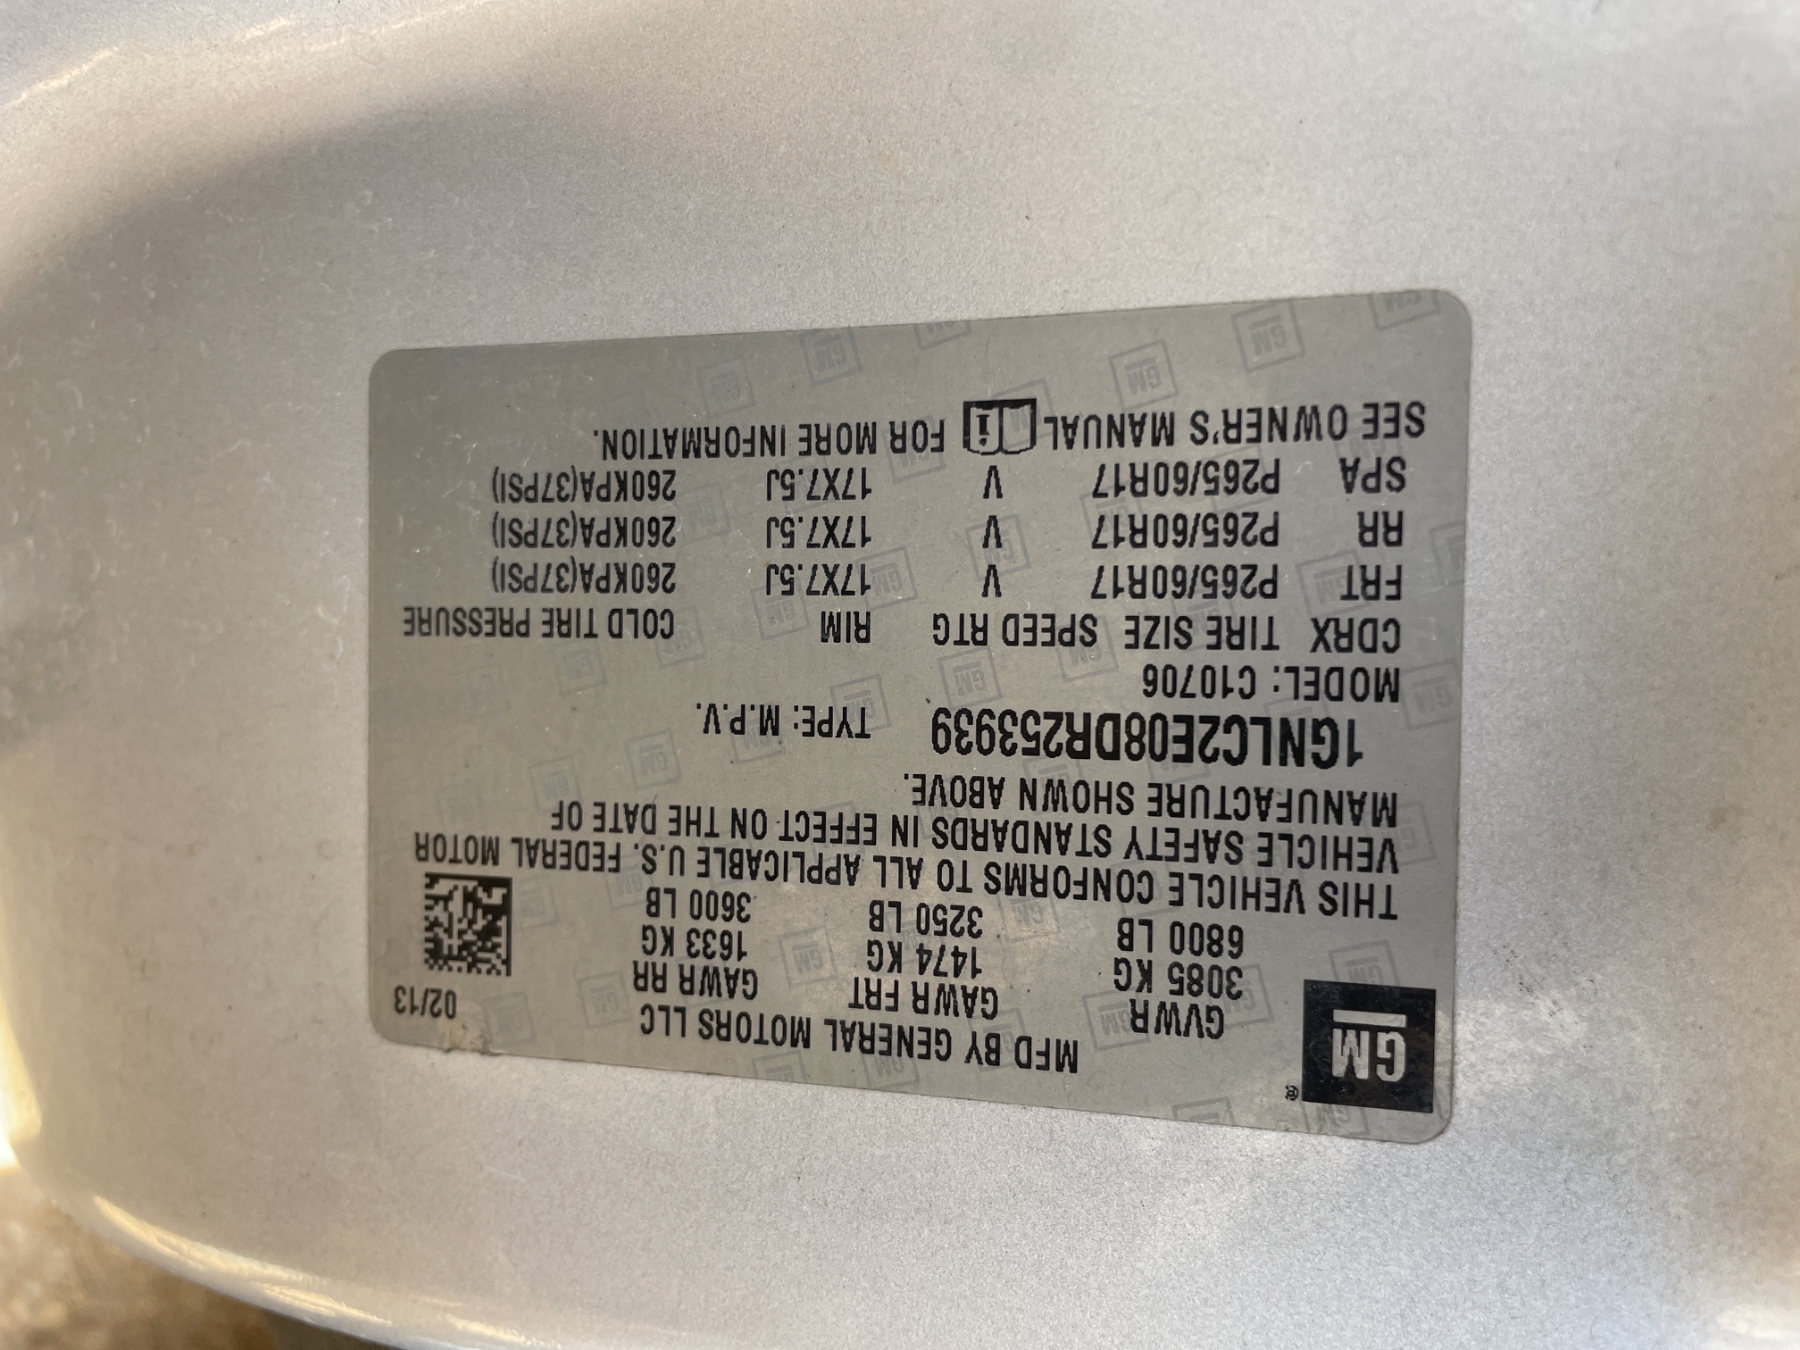 GM ®
MFD BY GENERAL MOTORS LLC 02/13
GVWR GAWR FRT GAWR RR
3085 KG 1474 KG 1633 KG
6800 LB 3250 LB 3600 LB
THIS VEHICLE CONFORMS TO ALL APPLICABLE U.S. FEDERAL MOTOR
VEHICLE SAFETY STANDARDS IN EFFECT ON THE DATE OF
MANUFACTURE SHOWN ABOVE.
1GNLC2E08DR253939 TYPE: M.P.V.
MODEL: C10706
CDRX TIRE SIZE SPEED RTG RIM COLD TIRE PRESSURE
FRT P265/60R17 V 17X7.5J 260KPA(37PSI)
RR P265/60R17 V 17X7.5J 260KPA(37PSI)
SPA P265/60R17 V 17X7.5J 260KPA(37PSI)
SEE OWNER'S MANUAL i FOR MORE INFORMATION.